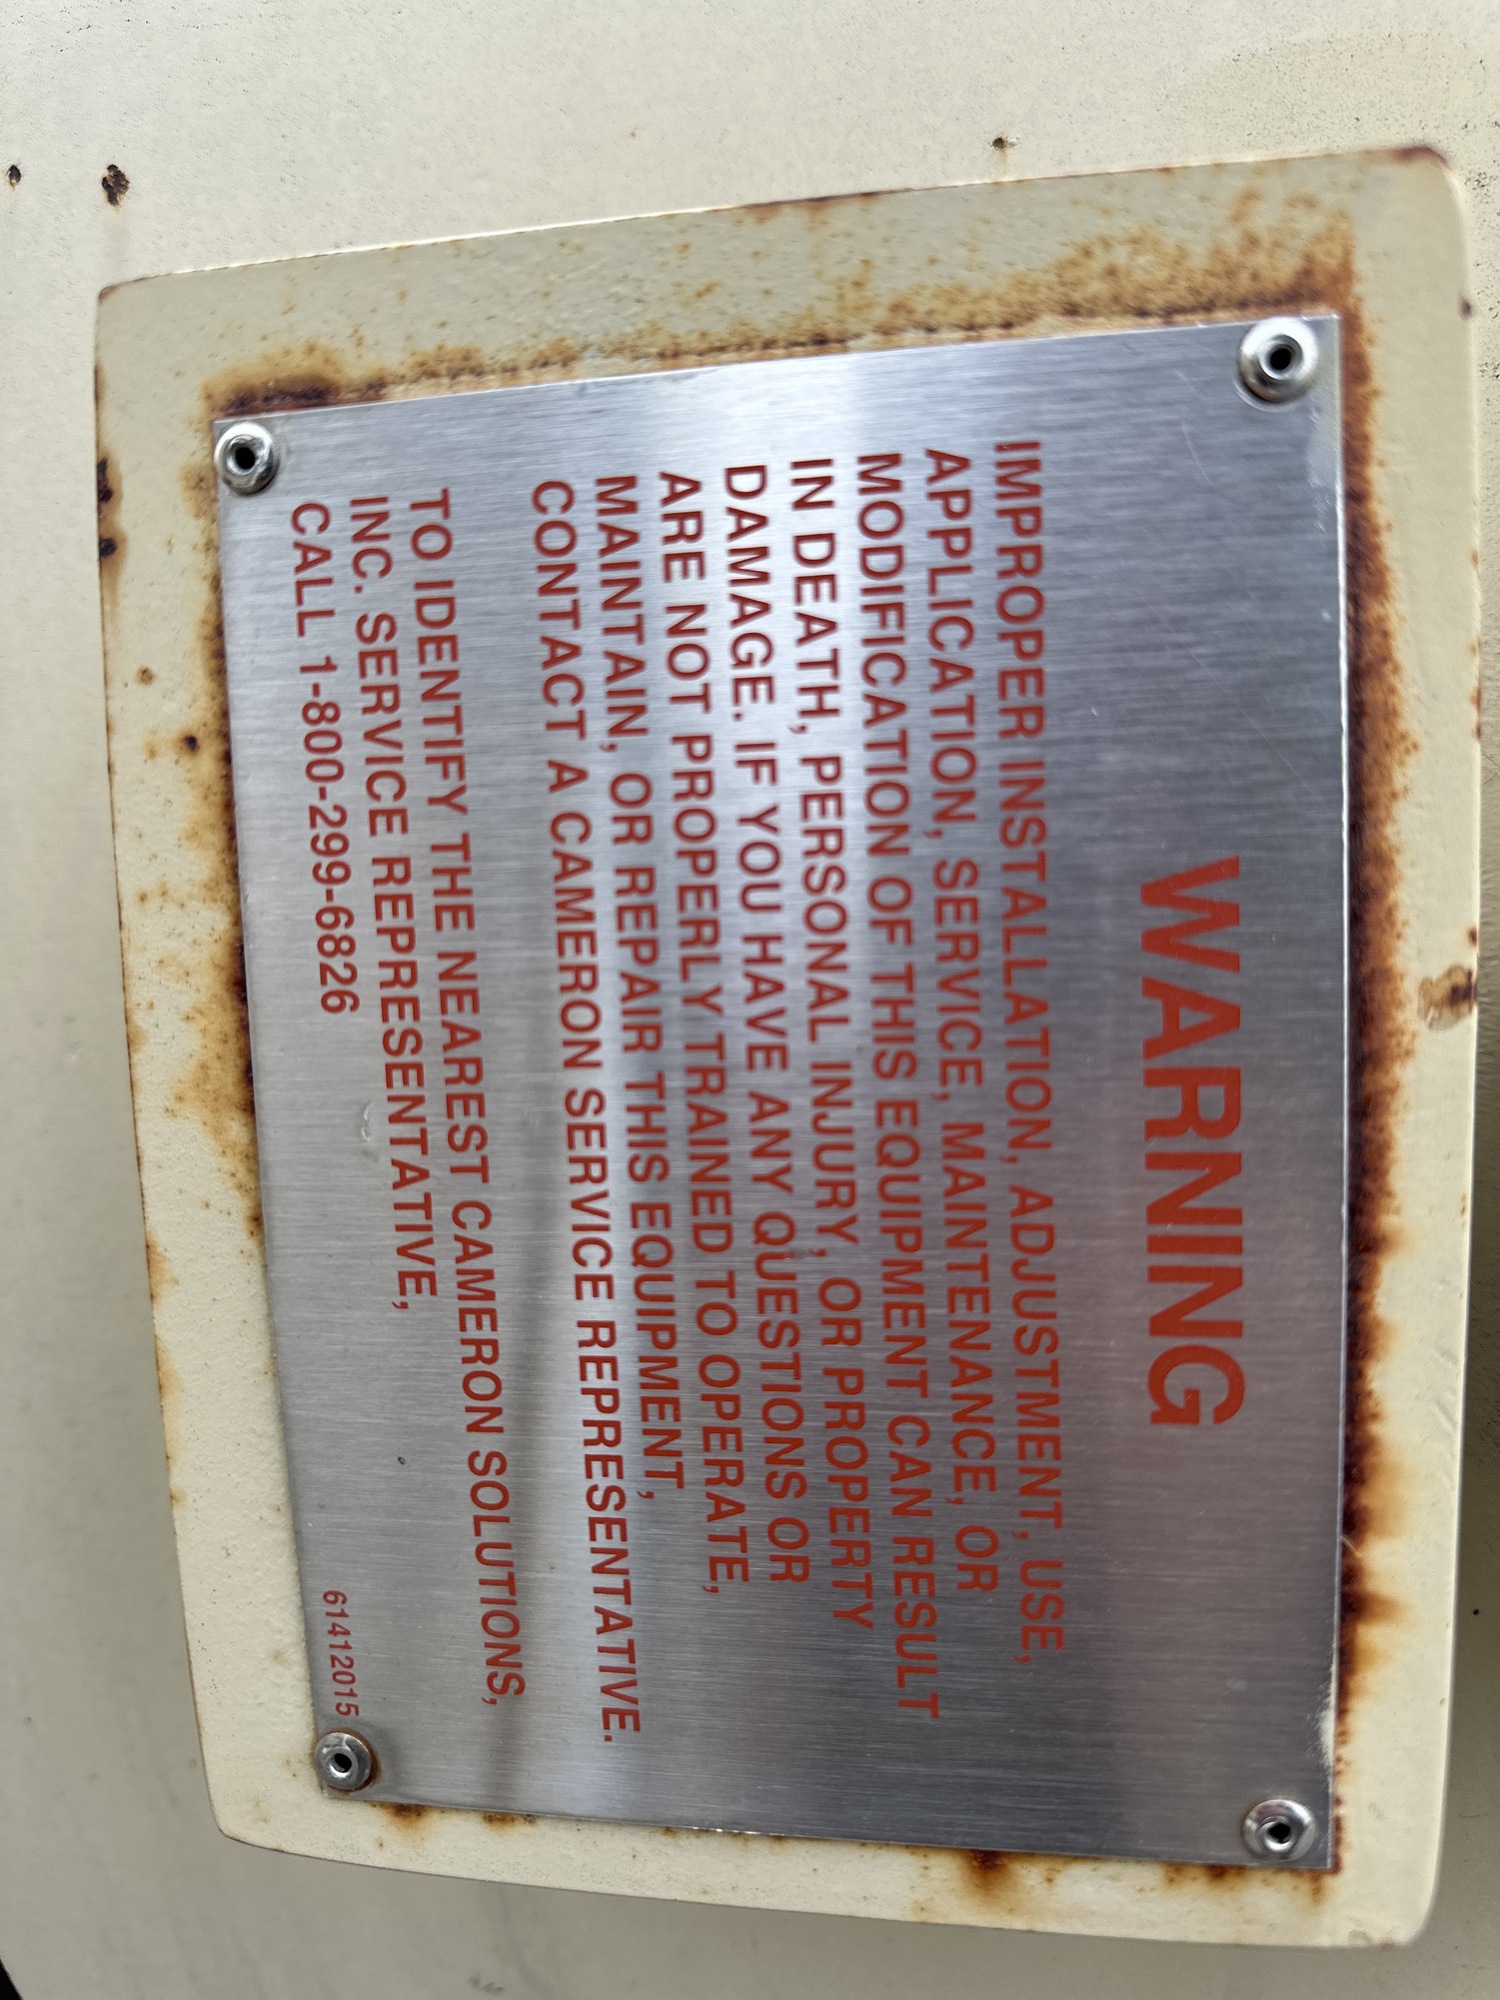 WARNING
IMPROPER INSTALLATION, ADJUSTMENT, USE,
APPLICATION, SERVICE, MAINTENANCE, OR
MODIFICATION OF THIS EQUIPMENT CAN RESULT
IN DEATH, PERSONAL INJURY, OR PROPERTY
DAMAGE. IF YOU HAVE ANY QUESTIONS OR
ARE NOT PROPERLY TRAINED TO OPERATE,
MAINTAIN, OR REPAIR THIS EQUIPMENT,
CONTACT A CAMERON SERVICE REPRESENTATIVE.
TO IDENTIFY THE NEAREST CAMERON SOLUTIONS,
INC. SERVICE REPRESENTATIVE,
CALL 1-800-299-6826
61412015